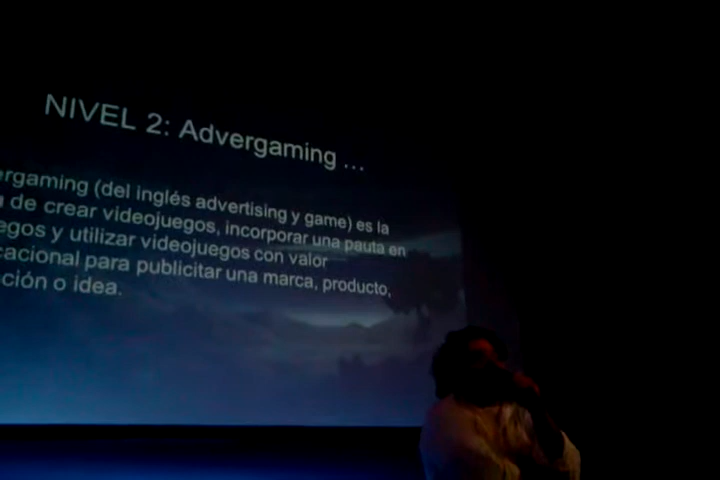 NIVEL 2: Advergaming ...
rgaming (del inglés advertising y game) es la
de crear videojuegos, incorporar una pauta en
egos y utilizar videojuegos con valor
cacional para publicitar una marca, producto,
ción o idea.